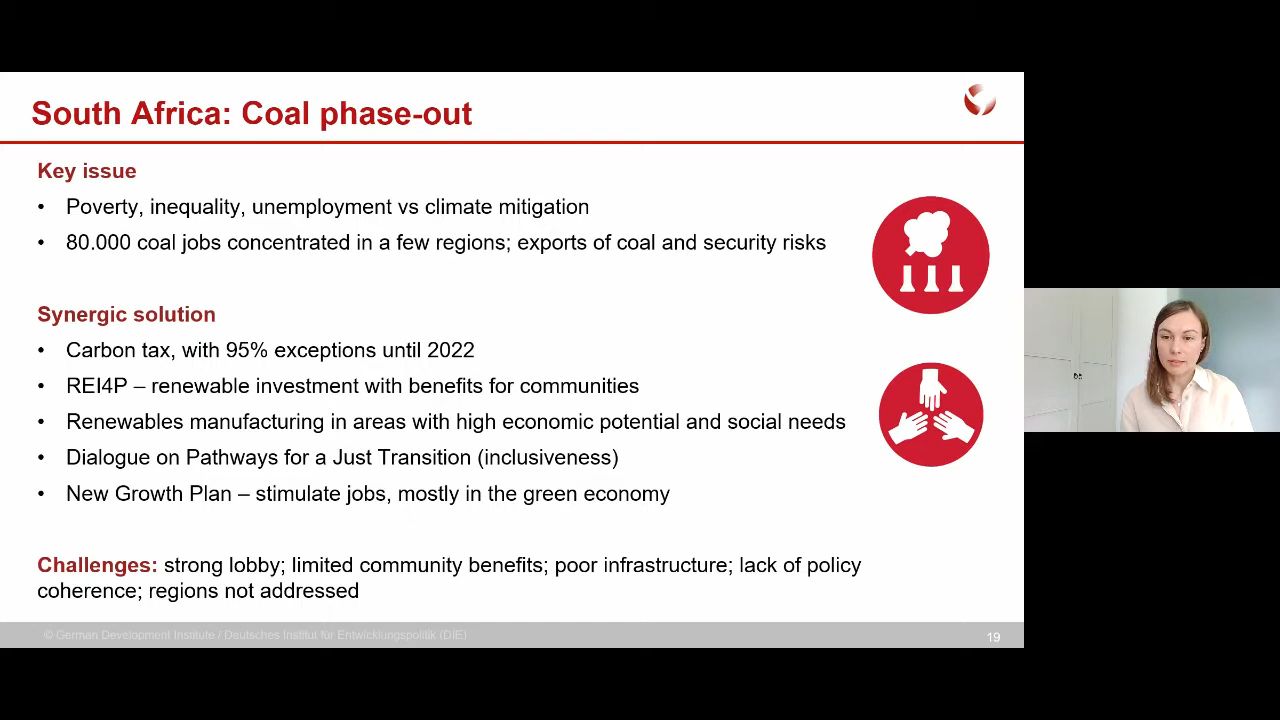 South Africa: Coal phase-out
Key issue
• Poverty, inequality, unemployment vs climate mitigation
• 80.000 coal jobs concentrated in a few regions; exports of coal and security risks
Synergic solution
• Carbon tax, with 95% exceptions until 2022
• REI4P – renewable investment with benefits for communities
• Renewables manufacturing in areas with high economic potential and social needs
• Dialogue on Pathways for a Just Transition (inclusiveness)
• New Growth Plan – stimulate jobs, mostly in the green economy
Challenges: strong lobby; limited community benefits; poor infrastructure; lack of policy
coherence; regions not addressed
© German Development Institute / Deutsches Institut für Entwicklungspolitik (DIE)
19